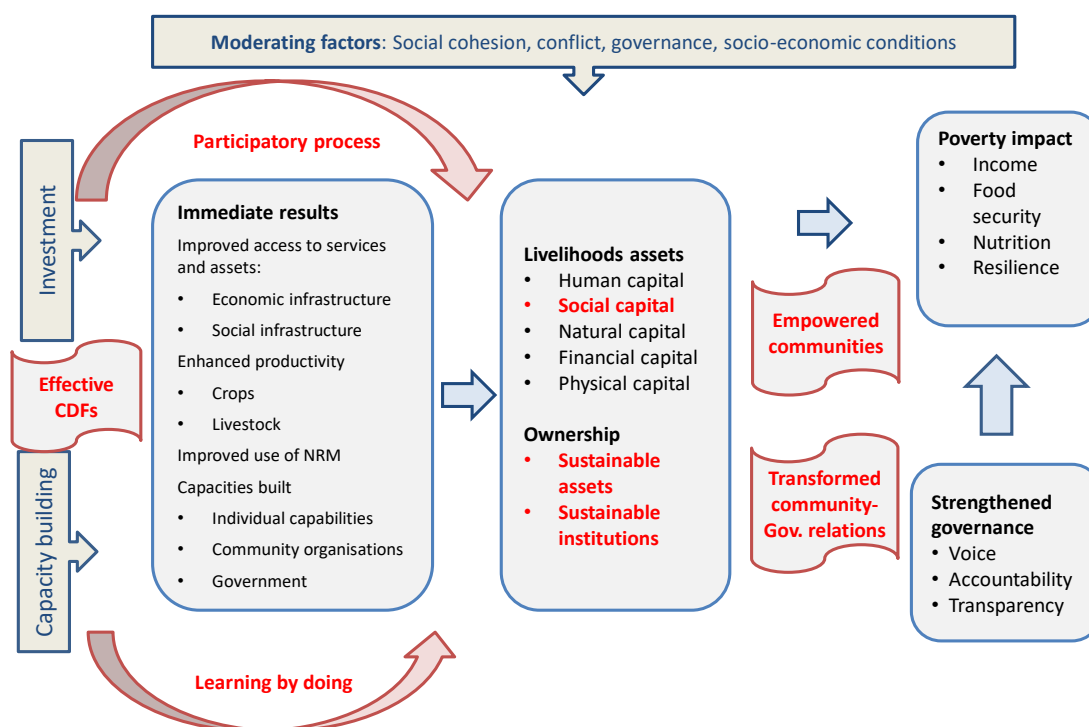 Moderating factors: Social cohesion, conflict, governance, socio-economic conditions
Participatory process
Investment
Effective
CDFs
Capacity building
Immediate results
Improved access to services
and assets:
• Economic infrastructure
• Social infrastructure
Enhanced productivity
• Crops
• Livestock
Improved use of NRM
Capacities built
• Individual capabilities
• Community organisations
• Government
Learning by doing
Livelihoods assets
• Human capital
• Social capital
• Natural capital
• Financial capital
• Physical capital
Ownership
• Sustainable
assets
• Sustainable
institutions
Empowered
communities
Transformed
community-
Gov. relations
Poverty impact
• Income
• Food
security
• Nutrition
• Resilience
Strengthened
governance
• Voice
• Accountability
• Transparency